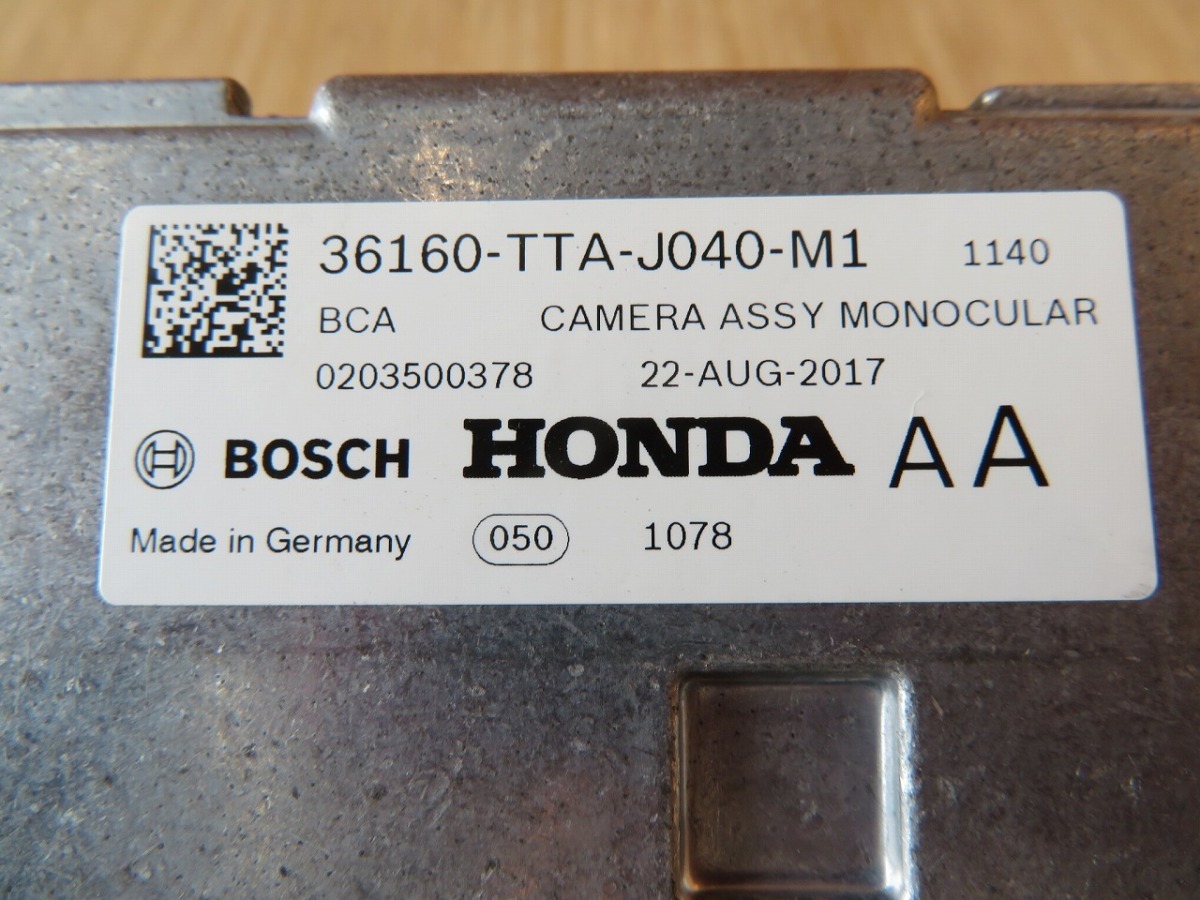 36160-TTA-J040-M1 1140
BCA CAMERA ASSY MONOCULAR
0203500378 22-AUG-2017
BOSCH HONDA AA
Made in Germany 050 1078